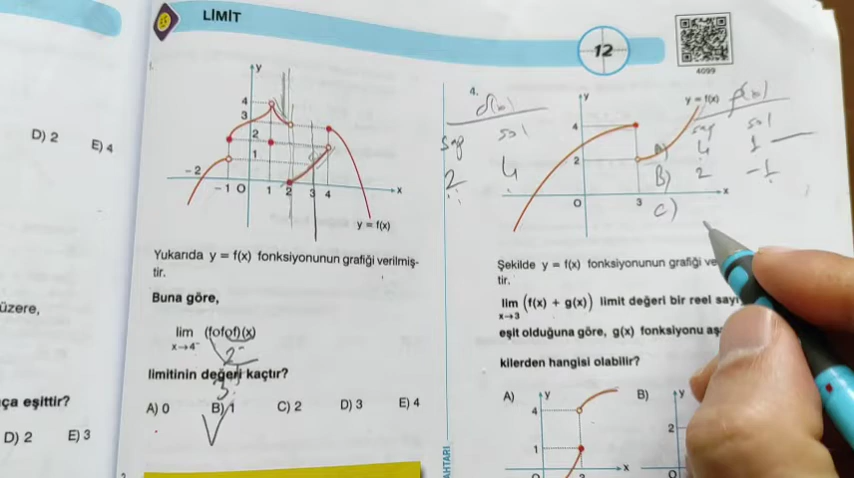 LİMİT
12
4099
D) 2 E) 4
üzere,
ça eşittir?
D) 2 E) 3
y
4
3
2
1
-2
-1 O 1 2 3 4
x
y = f(x)
Yukarıda y = f(x) fonksiyonunun grafiği verilmiş-
tir.
Buna göre,
lim (fofof)(x)
x→4⁻
2⁻
limitinin değeri kaçtır?
A) 0 B) 1 C) 2 D) 3 E) 4
4.
y
y = f(x)
4
2
O 3
x
sağ sol
2 4
sağ sol
A) 4 1
B) 2 -1
C)
Şekilde y = f(x) fonksiyonunun grafiği ve
tir.
lim (f(x) + g(x)) limit değeri bir reel sayı
x→3
eşit olduğuna göre, g(x) fonksiyonu aş
kilerden hangisi olabilir?
A) y
4
1
x
B) y
2
AHTARI